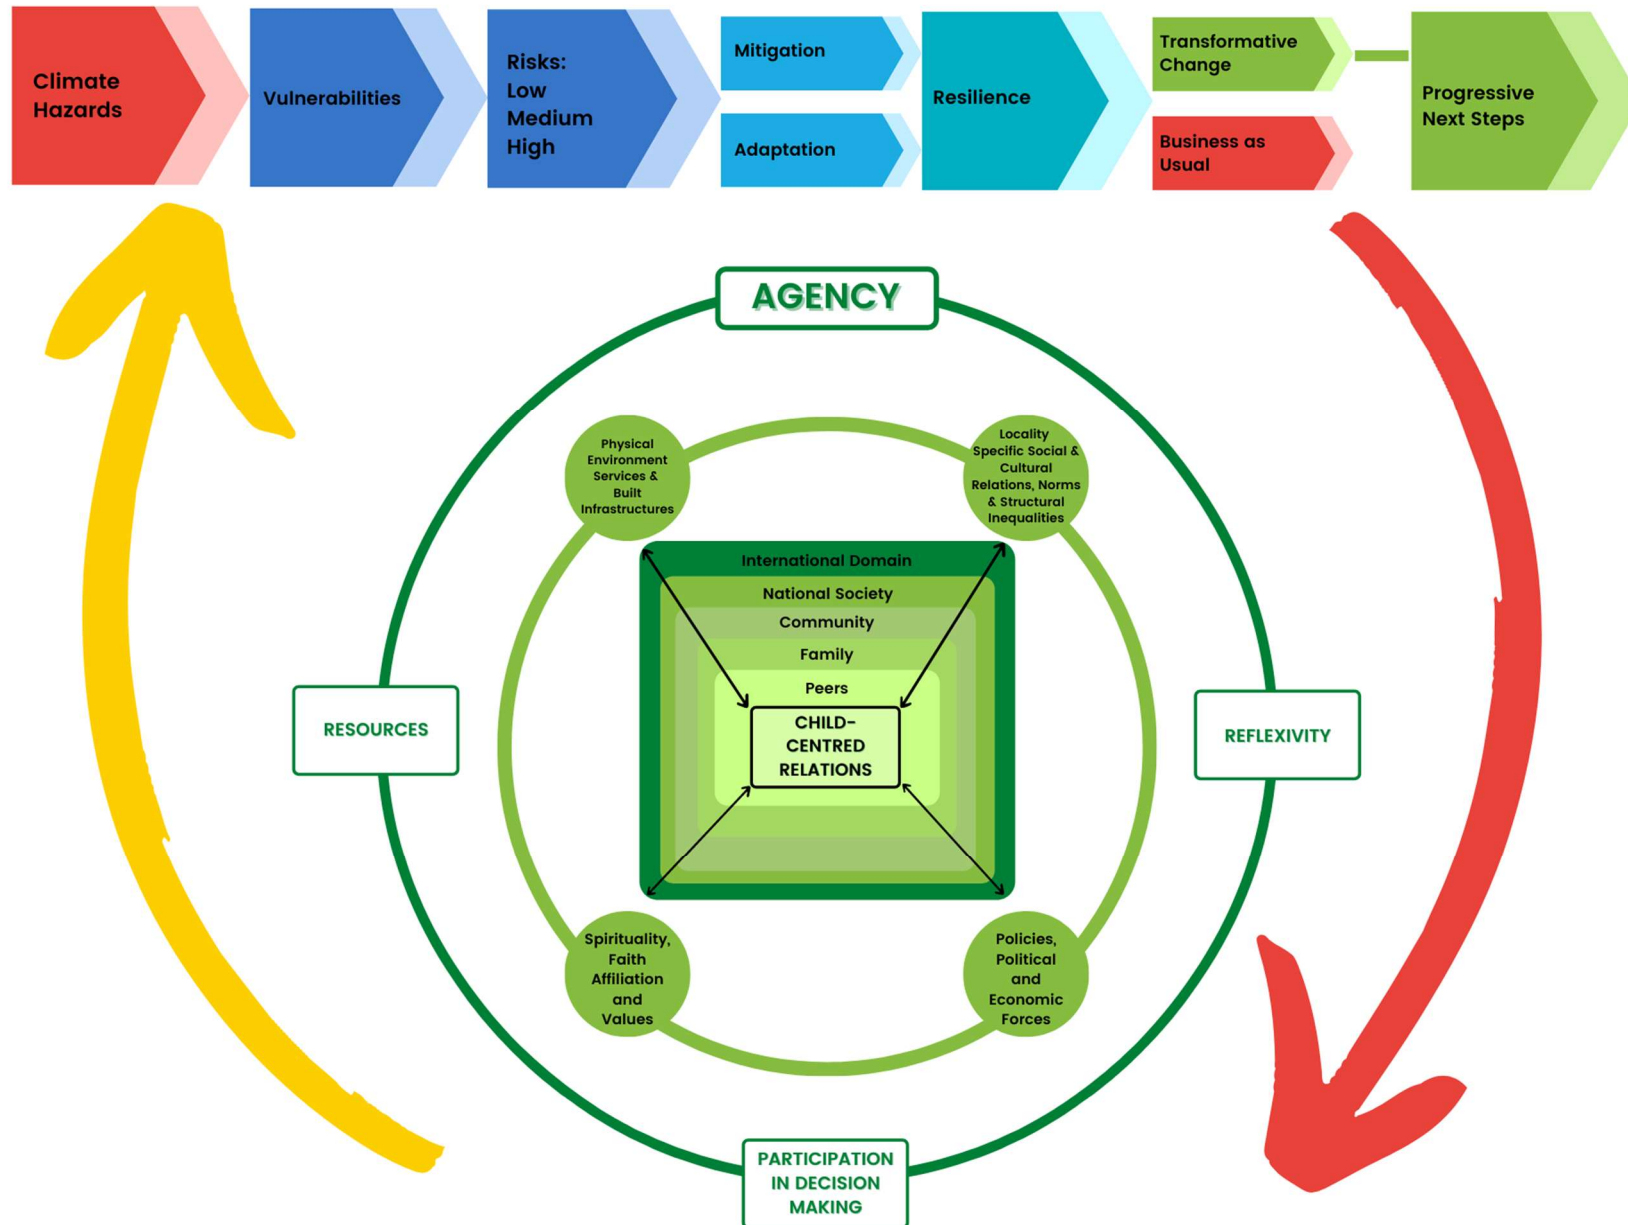 Climate
Hazards
Vulnerabilities
Risks:
Low
Medium
High
Mitigation
Adaptation
Resilience
Transformative
Change
Business as
Usual
Progressive
Next Steps
AGENCY
Physical
Environment
Services &
Built
Infrastructures
Locality
Specific Social &
Cultural
Relations, Norms
& Structural
Inequalities
International Domain
National Society
Community
Family
Peers
CHILD-
CENTRED
RELATIONS
RESOURCES
REFLEXIVITY
Spirituality,
Faith
Affiliation
and
Values
Policies,
Political
and
Economic
Forces
PARTICIPATION
IN DECISION
MAKING